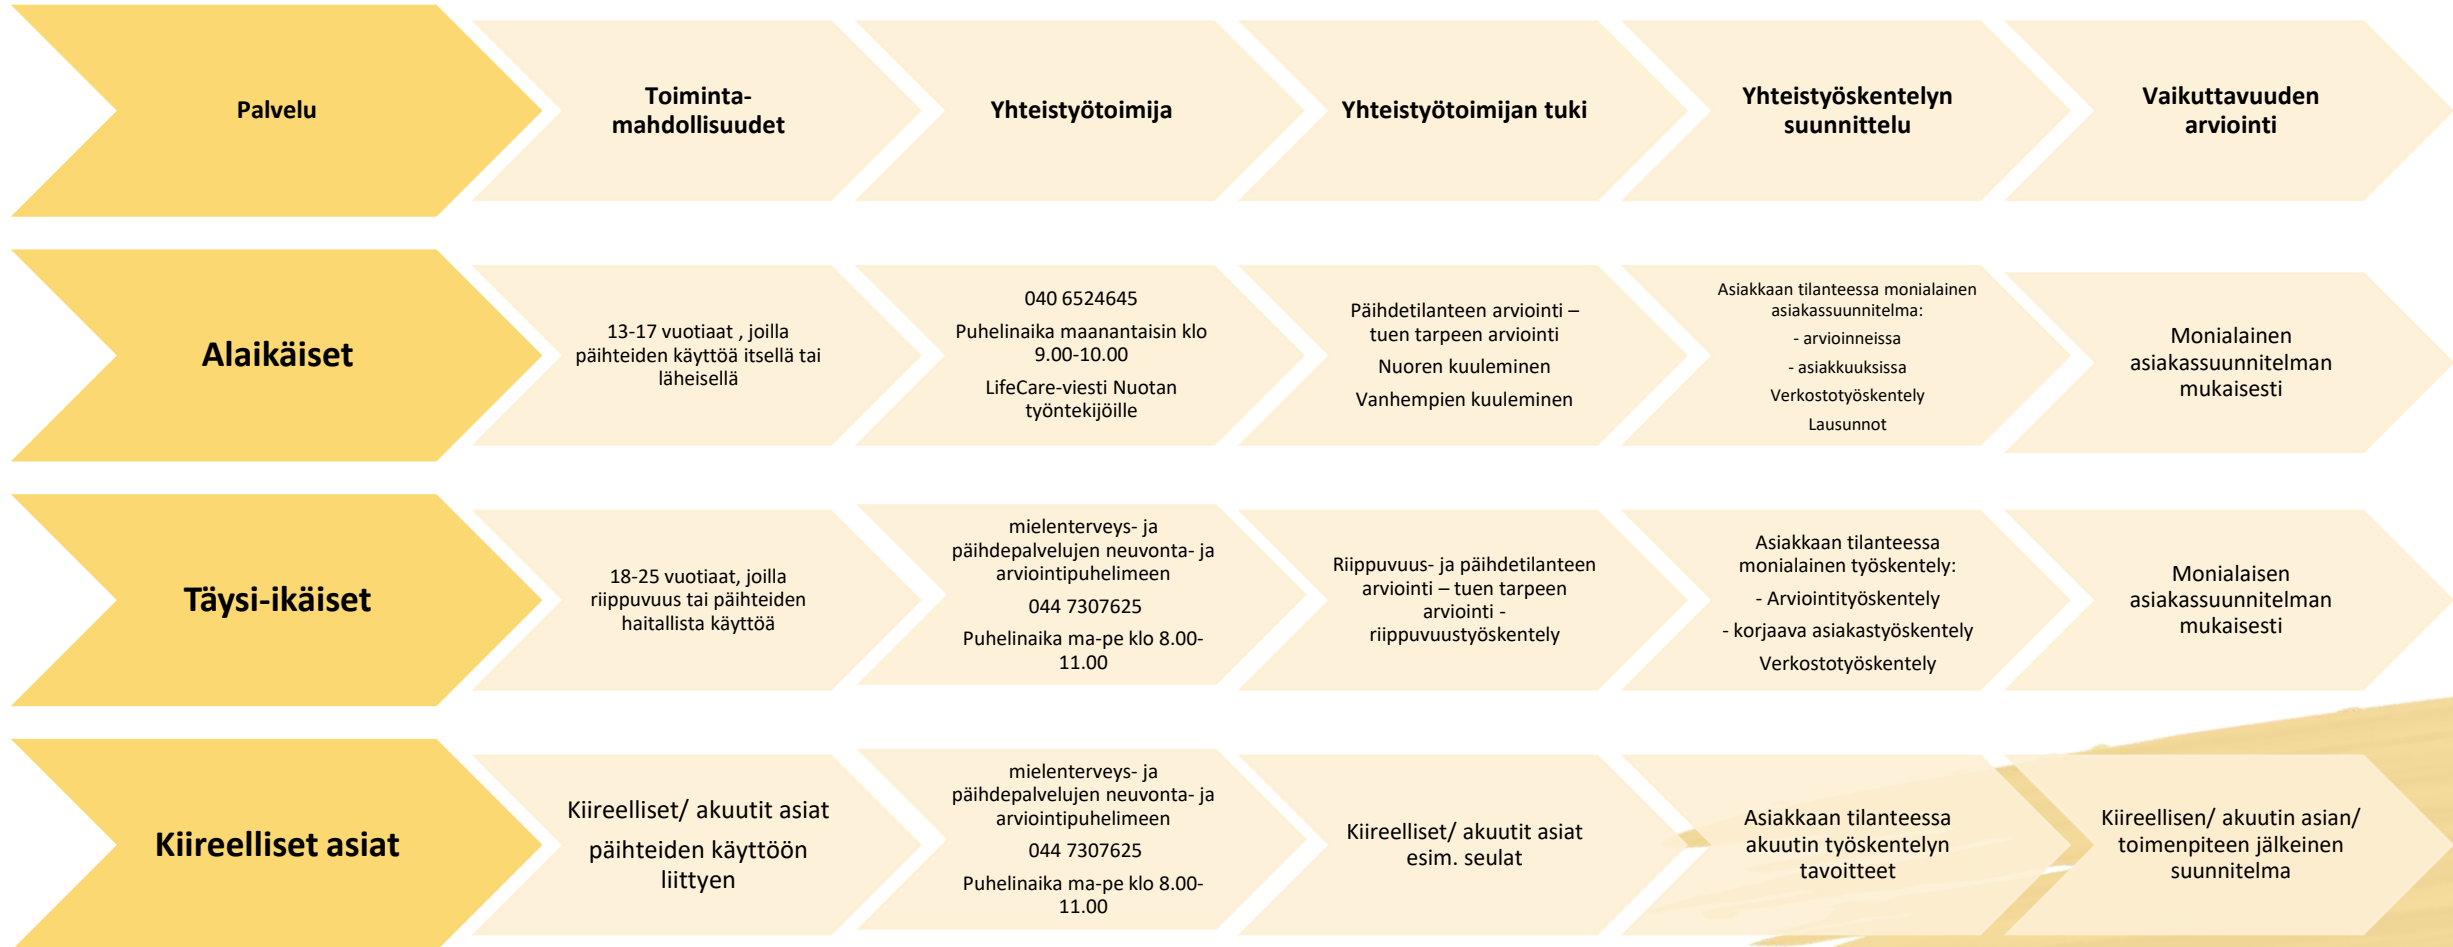 Palvelu
Toiminta-
mahdollisuudet
Yhteistyötoimija
Yhteistyötoimijan tuki
Yhteistyöskentelyn
suunnittelu
Vaikuttavuuden
arviointi
Alaikäiset
13-17 vuotiaat , joilla
päihteiden käyttöä itsellä tai
läheisellä
040 6524645
Puhelinaika maanantaisin klo
9.00-10.00
LifeCare-viesti Nuotan
työntekijöille
Päihdetilanteen arviointi –
tuen tarpeen arviointi
Nuoren kuuleminen
Vanhempien kuuleminen
Asiakkaan tilanteessa monialainen
asiakassuunnitelma:
- arvioinneissa
- asiakkuuksissa
Verkostotyöskentely
Lausunnot
Monialainen
asiakassuunnitelman
mukaisesti
Täysi-ikäiset
18-25 vuotiaat, joilla
riippuvuus tai päihteiden
haitallista käyttöä
mielenterveys- ja
päihdepalvelujen neuvonta- ja
arviointipuhelimeen
044 7307625
Puhelinaika ma-pe klo 8.00-
11.00
Riippuvuus- ja päihdetilanteen
arviointi – tuen tarpeen
arviointi -
riippuvuustyöskentely
Asiakkaan tilanteessa
monialainen työskentely:
- Arviointityöskentely
- korjaava asiakastyöskentely
Verkostotyöskentely
Monialaisen
asiakassuunnitelman
mukaisesti
Kiireelliset asiat
Kiireelliset/ akuutit asiat
päihteiden käyttöön
liittyen
mielenterveys- ja
päihdepalvelujen neuvonta- ja
arviointipuhelimeen
044 7307625
Puhelinaika ma-pe klo 8.00-
11.00
Kiireelliset/ akuutit asiat
esim. seulat
Asiakkaan tilanteessa
akuutin työskentelyn
tavoitteet
Kiireellisen/ akuutin asian/
toimenpiteen jälkeinen
suunnitelma